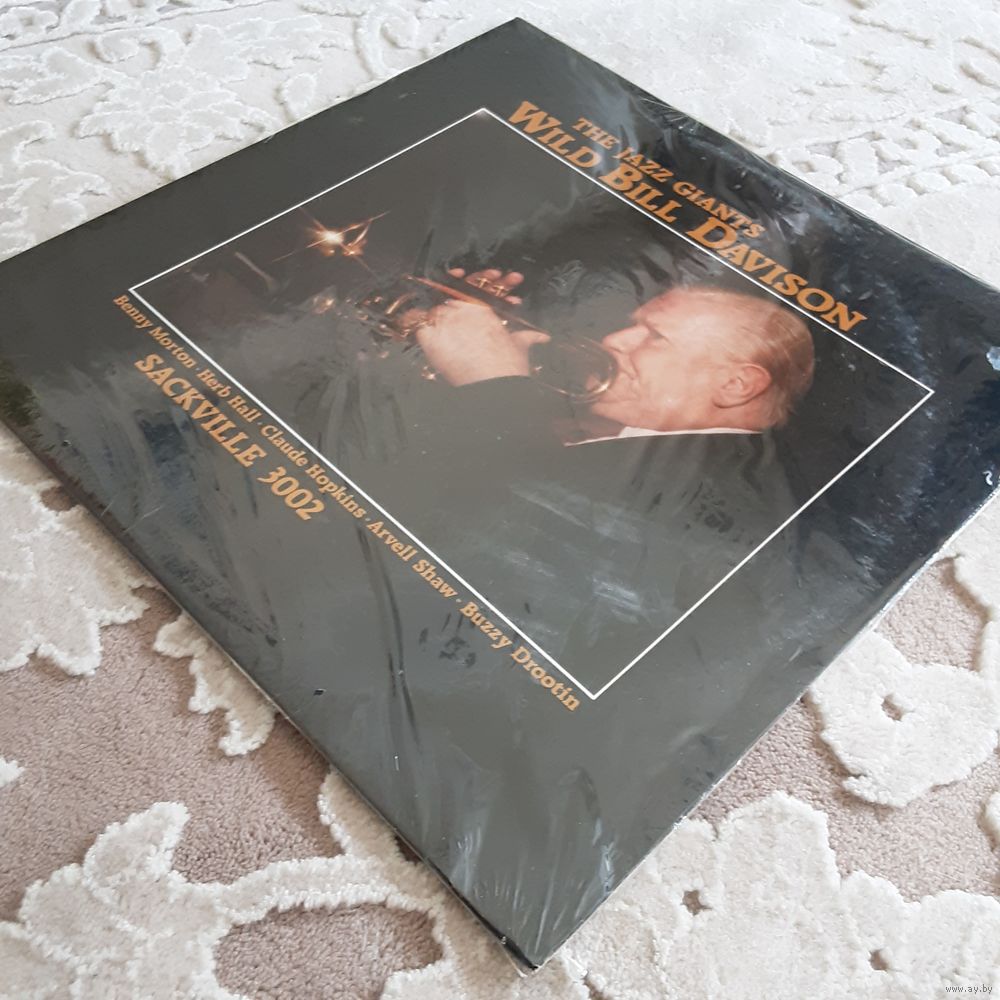 THE JAZZ GIANTS
WILD BILL DAVISON
Benny Morton · Herb Hall · Claude Hopkins · Arvell Shaw · Buzzy Drootin
SACKVILLE 3002
www.ay.by